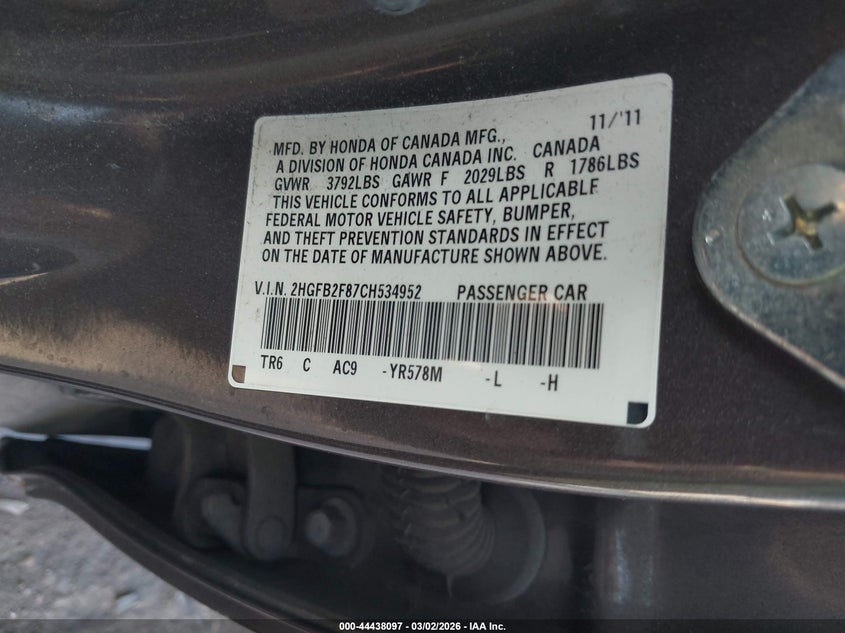 11/'11
MFD. BY HONDA OF CANADA MFG.,
A DIVISION OF HONDA CANADA INC. CANADA
GVWR 3792LBS GAWR F 2029LBS R 1786LBS
THIS VEHICLE CONFORMS TO ALL APPLICABLE
FEDERAL MOTOR VEHICLE SAFETY, BUMPER,
AND THEFT PREVENTION STANDARDS IN EFFECT
ON THE DATE OF MANUFACTURE SHOWN ABOVE.
V.I.N. 2HGFB2F87CH534952 PASSENGER CAR
TR6 C AC9 -YR578M -L -H
000-44438097 - 03/02/2026 - IAA Inc.